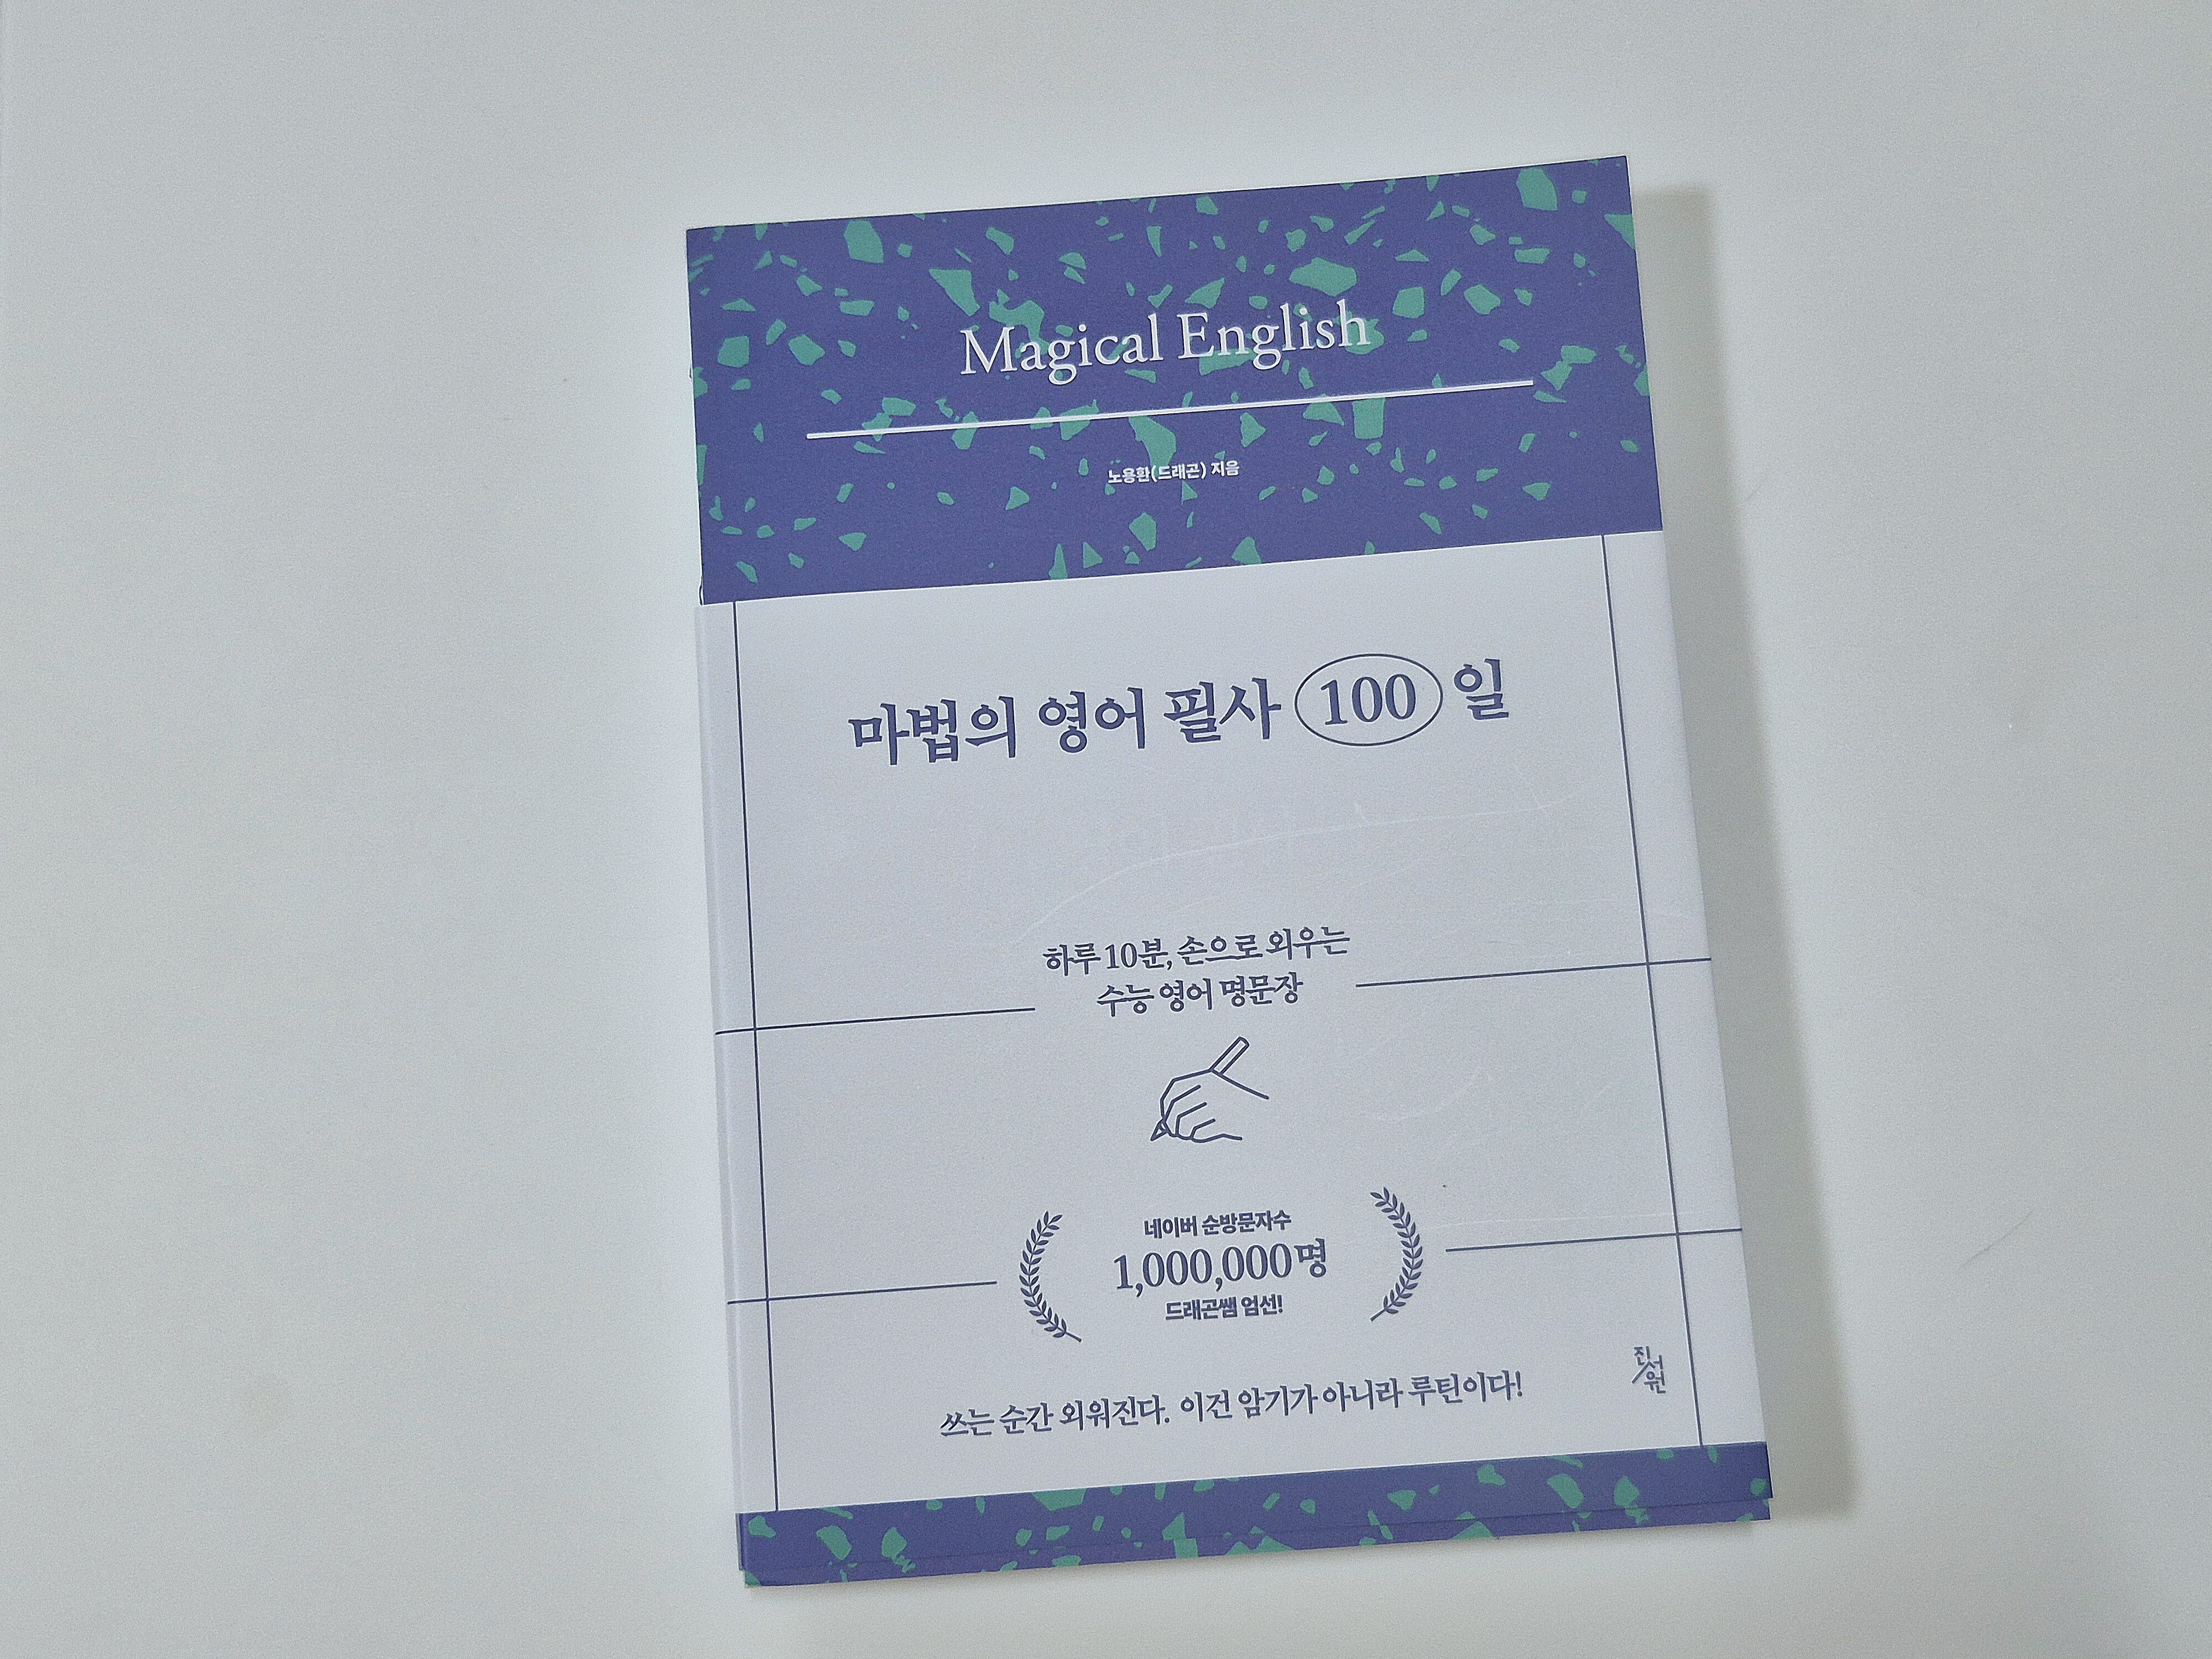 Magical English
노용환(드래곤) 지음
마법의 영어 필사 100 일
하루 10분, 손으로 외우는
수능 영어 명문장
네이버 순방문자수
1,000,000명
드래곤쌤 엄선!
쓰는 순간 외워진다. 이건 암기가 아니라 루틴이다!
진서원